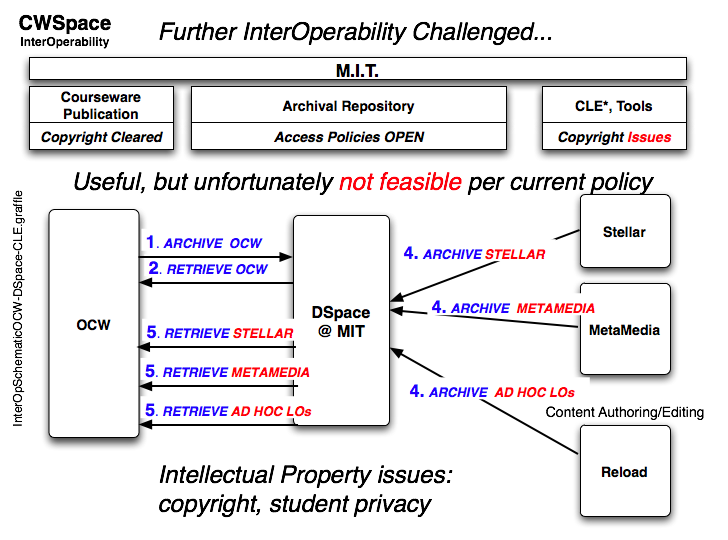 CWSpace
InterOperability
Further InterOperability Challenged...
M.I.T.
Courseware
Publication
Copyright Cleared
Archival Repository
Access Policies OPEN
CLE*, Tools
Copyright Issues
Useful, but unfortunately not feasible per current policy
InterOpSchematicOCW-DSpace-CLE.graffle
OCW
1. ARCHIVE OCW
2. RETRIEVE OCW
5. RETRIEVE STELLAR
5. RETRIEVE METAMEDIA
5. RETRIEVE AD HOC LOs
DSpace
@ MIT
4. ARCHIVE STELLAR
4. ARCHIVE METAMEDIA
4. ARCHIVE AD HOC LOs
Stellar
MetaMedia
Content Authoring/Editing
Reload
Intellectual Property issues:
copyright, student privacy